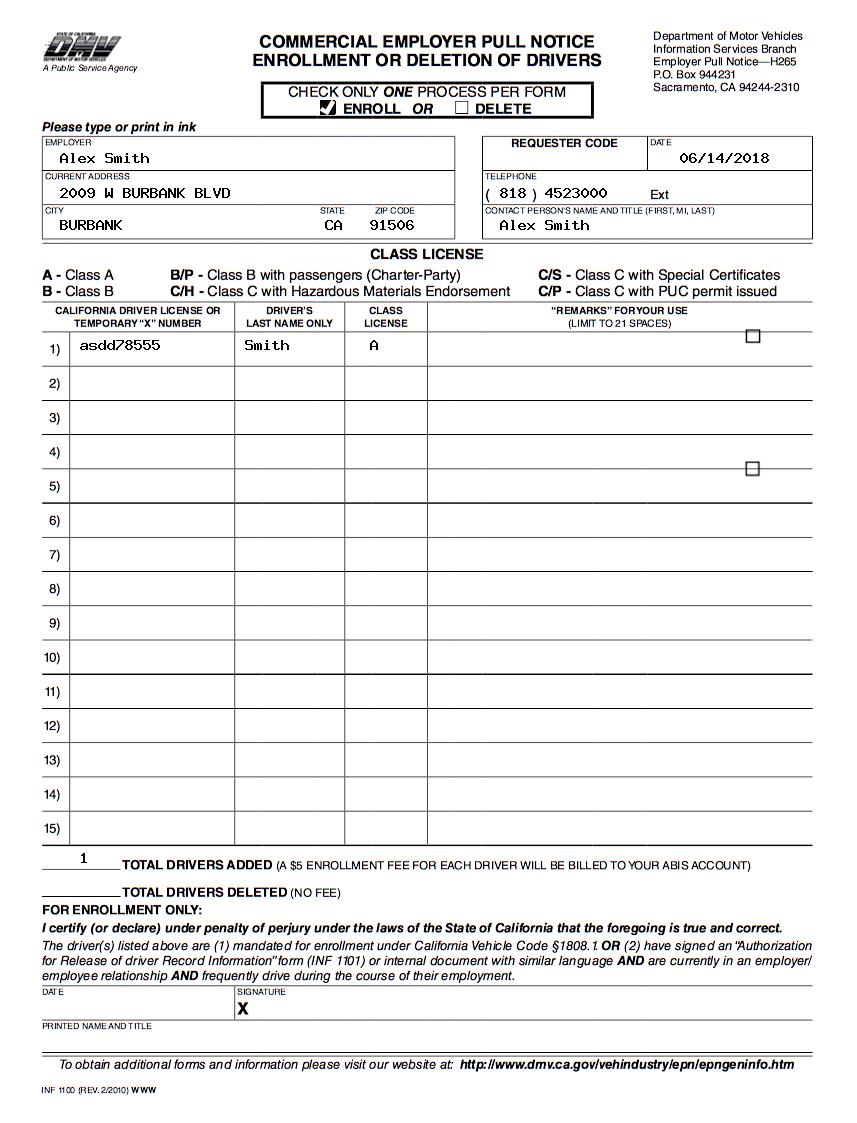 STATE OF CALIFORNIA
DMV
DEPARTMENT OF MOTOR VEHICLES
A Public Service Agency
COMMERCIAL EMPLOYER PULL NOTICE
ENROLLMENT OR DELETION OF DRIVERS
Department of Motor Vehicles
Information Services Branch
Employer Pull Notice—H265
P.O. Box 944231
Sacramento, CA 94244-2310
CHECK ONLY ONE PROCESS PER FORM
ENROLL OR DELETE
Please type or print in ink
EMPLOYER
Alex Smith
REQUESTER CODE
DATE
06/14/2018
CURRENT ADDRESS
2009 W BURBANK BLVD
TELEPHONE
( 818 ) 4523000 Ext
CITY STATE ZIP CODE
BURBANK CA 91506
CONTACT PERSON'S NAME AND TITLE (FIRST, MI, LAST)
Alex Smith
CLASS LICENSE
A - Class A B/P - Class B with passengers (Charter-Party) C/S - Class C with Special Certificates
B - Class B C/H - Class C with Hazardous Materials Endorsement C/P - Class C with PUC permit issued
CALIFORNIA DRIVER LICENSE OR
TEMPORARY "X" NUMBER
DRIVER'S
LAST NAME ONLY
CLASS
LICENSE
"REMARKS" FOR YOUR USE
(LIMIT TO 21 SPACES)
1) asdd78555 Smith A
2)
3)
4)
5)
6)
7)
8)
9)
10)
11)
12)
13)
14)
15)
1 TOTAL DRIVERS ADDED (A $5 ENROLLMENT FEE FOR EACH DRIVER WILL BE BILLED TO YOUR ABIS ACCOUNT)
TOTAL DRIVERS DELETED (NO FEE)
FOR ENROLLMENT ONLY:
I certify (or declare) under penalty of perjury under the laws of the State of California that the foregoing is true and correct.
The driver(s) listed above are (1) mandated for enrollment under California Vehicle Code §1808.1 OR (2) have signed an "Authorization
for Release of driver Record Information" form (INF 1101) or internal document with similar language AND are currently in an employer/
employee relationship AND frequently drive during the course of their employment.
DATE SIGNATURE
X
PRINTED NAME AND TITLE
To obtain additional forms and information please visit our website at: http://www.dmv.ca.gov/vehindustry/epn/epngeninfo.htm
INF 1100 (REV. 2/2010) WWW